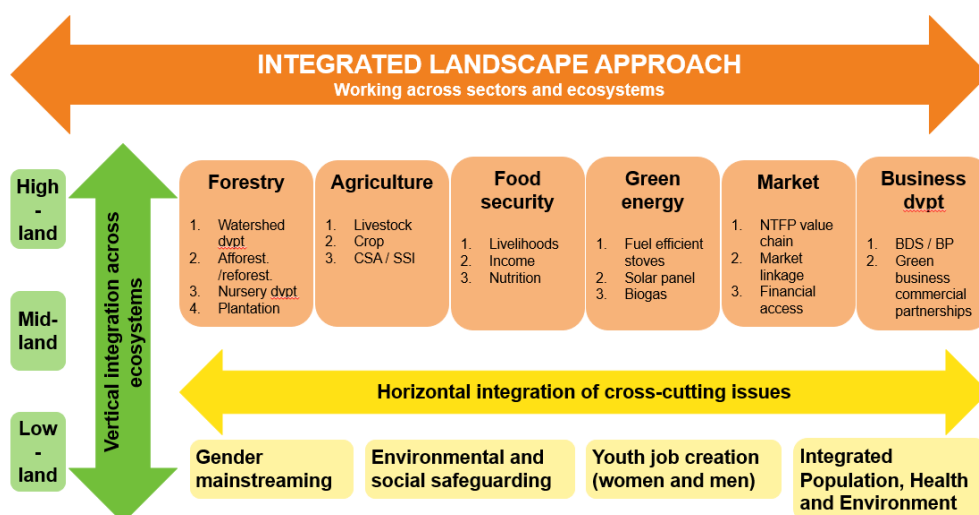 INTEGRATED LANDSCAPE APPROACH
Working across sectors and ecosystems
High
-
land
Mid-
land
Low
-
land
Vertical integration across
ecosystems
Forestry
1. Watershed
dvpt
2. Afforest.
/reforest.
3. Nursery dvpt
4. Plantation
Agriculture
1. Livestock
2. Crop
3. CSA / SSI
Food
security
1. Livelihoods
2. Income
3. Nutrition
Green
energy
1. Fuel efficient
stoves
2. Solar panel
3. Biogas
Market
1. NTFP value
chain
2. Market
linkage
3. Financial
access
Business
dvpt
1. BDS / BP
2. Green
business
commercial
partnerships
Horizontal integration of cross-cutting issues
Gender
mainstreaming
Environmental and
social safeguarding
Youth job creation
(women and men)
Integrated
Population, Health
and Environment